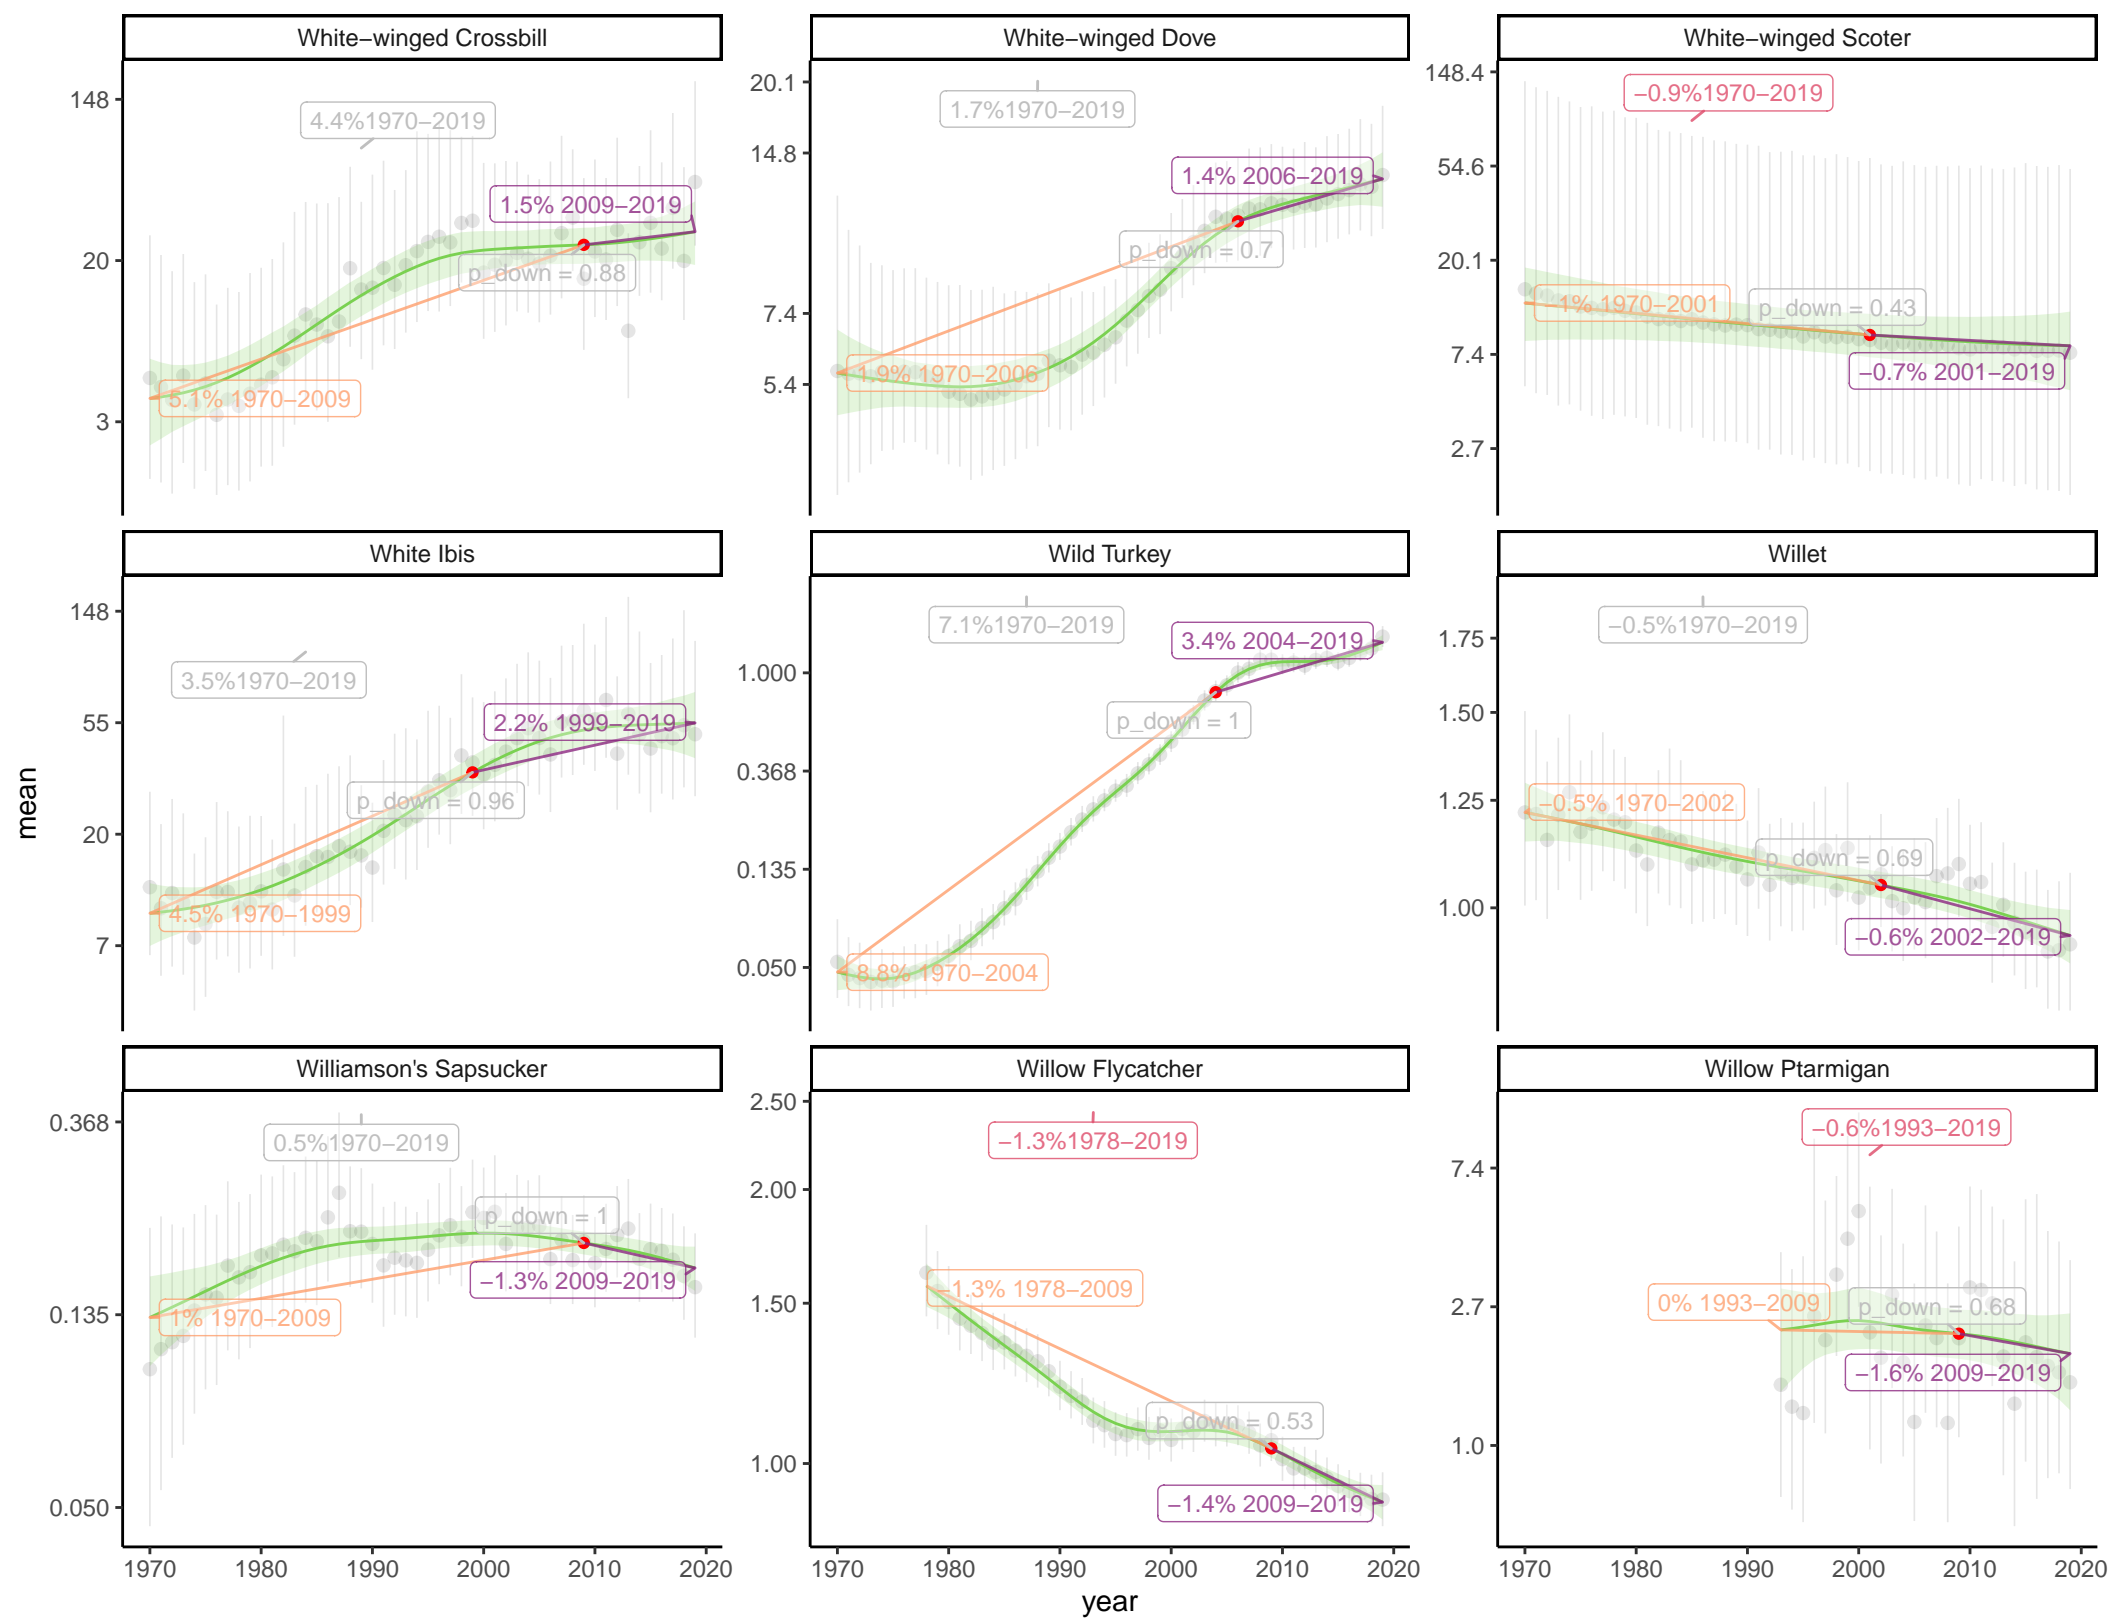 White−winged Crossbill
White−winged Dove
White−winged Scoter
148
20
3
4.4%1970−2019
1.5% 2009−2019
p_down = 0.88
5.1% 1970−2009
20.1
14.8
7.4
5.4
1.7%1970−2019
1.4% 2006−2019
p_down = 0.7
1.9% 1970−2006
148.4
54.6
20.1
7.4
2.7
−0.9%1970−2019
−1% 1970−2001
p_down = 0.43
−0.7% 2001−2019
White Ibis
Wild Turkey
Willet
mean
148
55
20
7
3.5%1970−2019
2.2% 1999−2019
p_down = 0.96
4.5% 1970−1999
1.000
0.368
0.135
0.050
7.1%1970−2019
3.4% 2004−2019
p_down = 1
8.8% 1970−2004
1.75
1.50
1.25
1.00
−0.5%1970−2019
−0.5% 1970−2002
p_down = 0.69
−0.6% 2002−2019
Williamson's Sapsucker
Willow Flycatcher
Willow Ptarmigan
0.368
0.135
0.050
0.5%1970−2019
p_down = 1
−1.3% 2009−2019
1% 1970−2009
2.50
2.00
1.50
1.00
−1.3%1978−2019
−1.3% 1978−2009
p_down = 0.53
−1.4% 2009−2019
7.4
2.7
1.0
−0.6%1993−2019
0% 1993−2009
p_down = 0.68
−1.6% 2009−2019
1970 1980 1990 2000 2010 2020
1970 1980 1990 2000 2010 2020
1970 1980 1990 2000 2010 2020
year